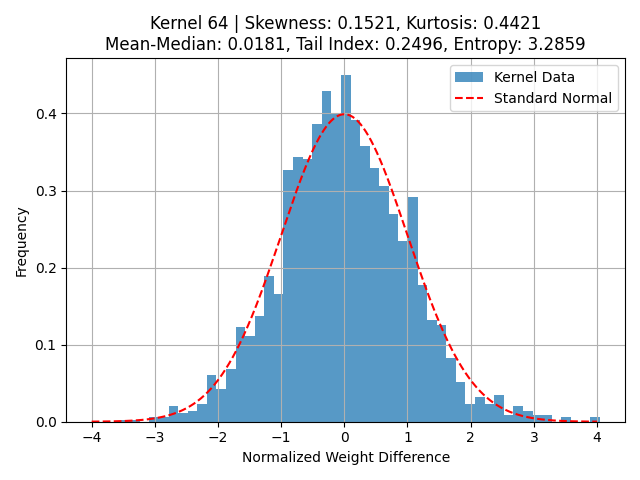 Kernel 64 | Skewness: 0.1521, Kurtosis: 0.4421
Mean-Median: 0.0181, Tail Index: 0.2496, Entropy: 3.2859
Kernel Data
Standard Normal
Frequency
0.4
0.3
0.2
0.1
0.0
−4 −3 −2 −1 0 1 2 3 4
Normalized Weight Difference